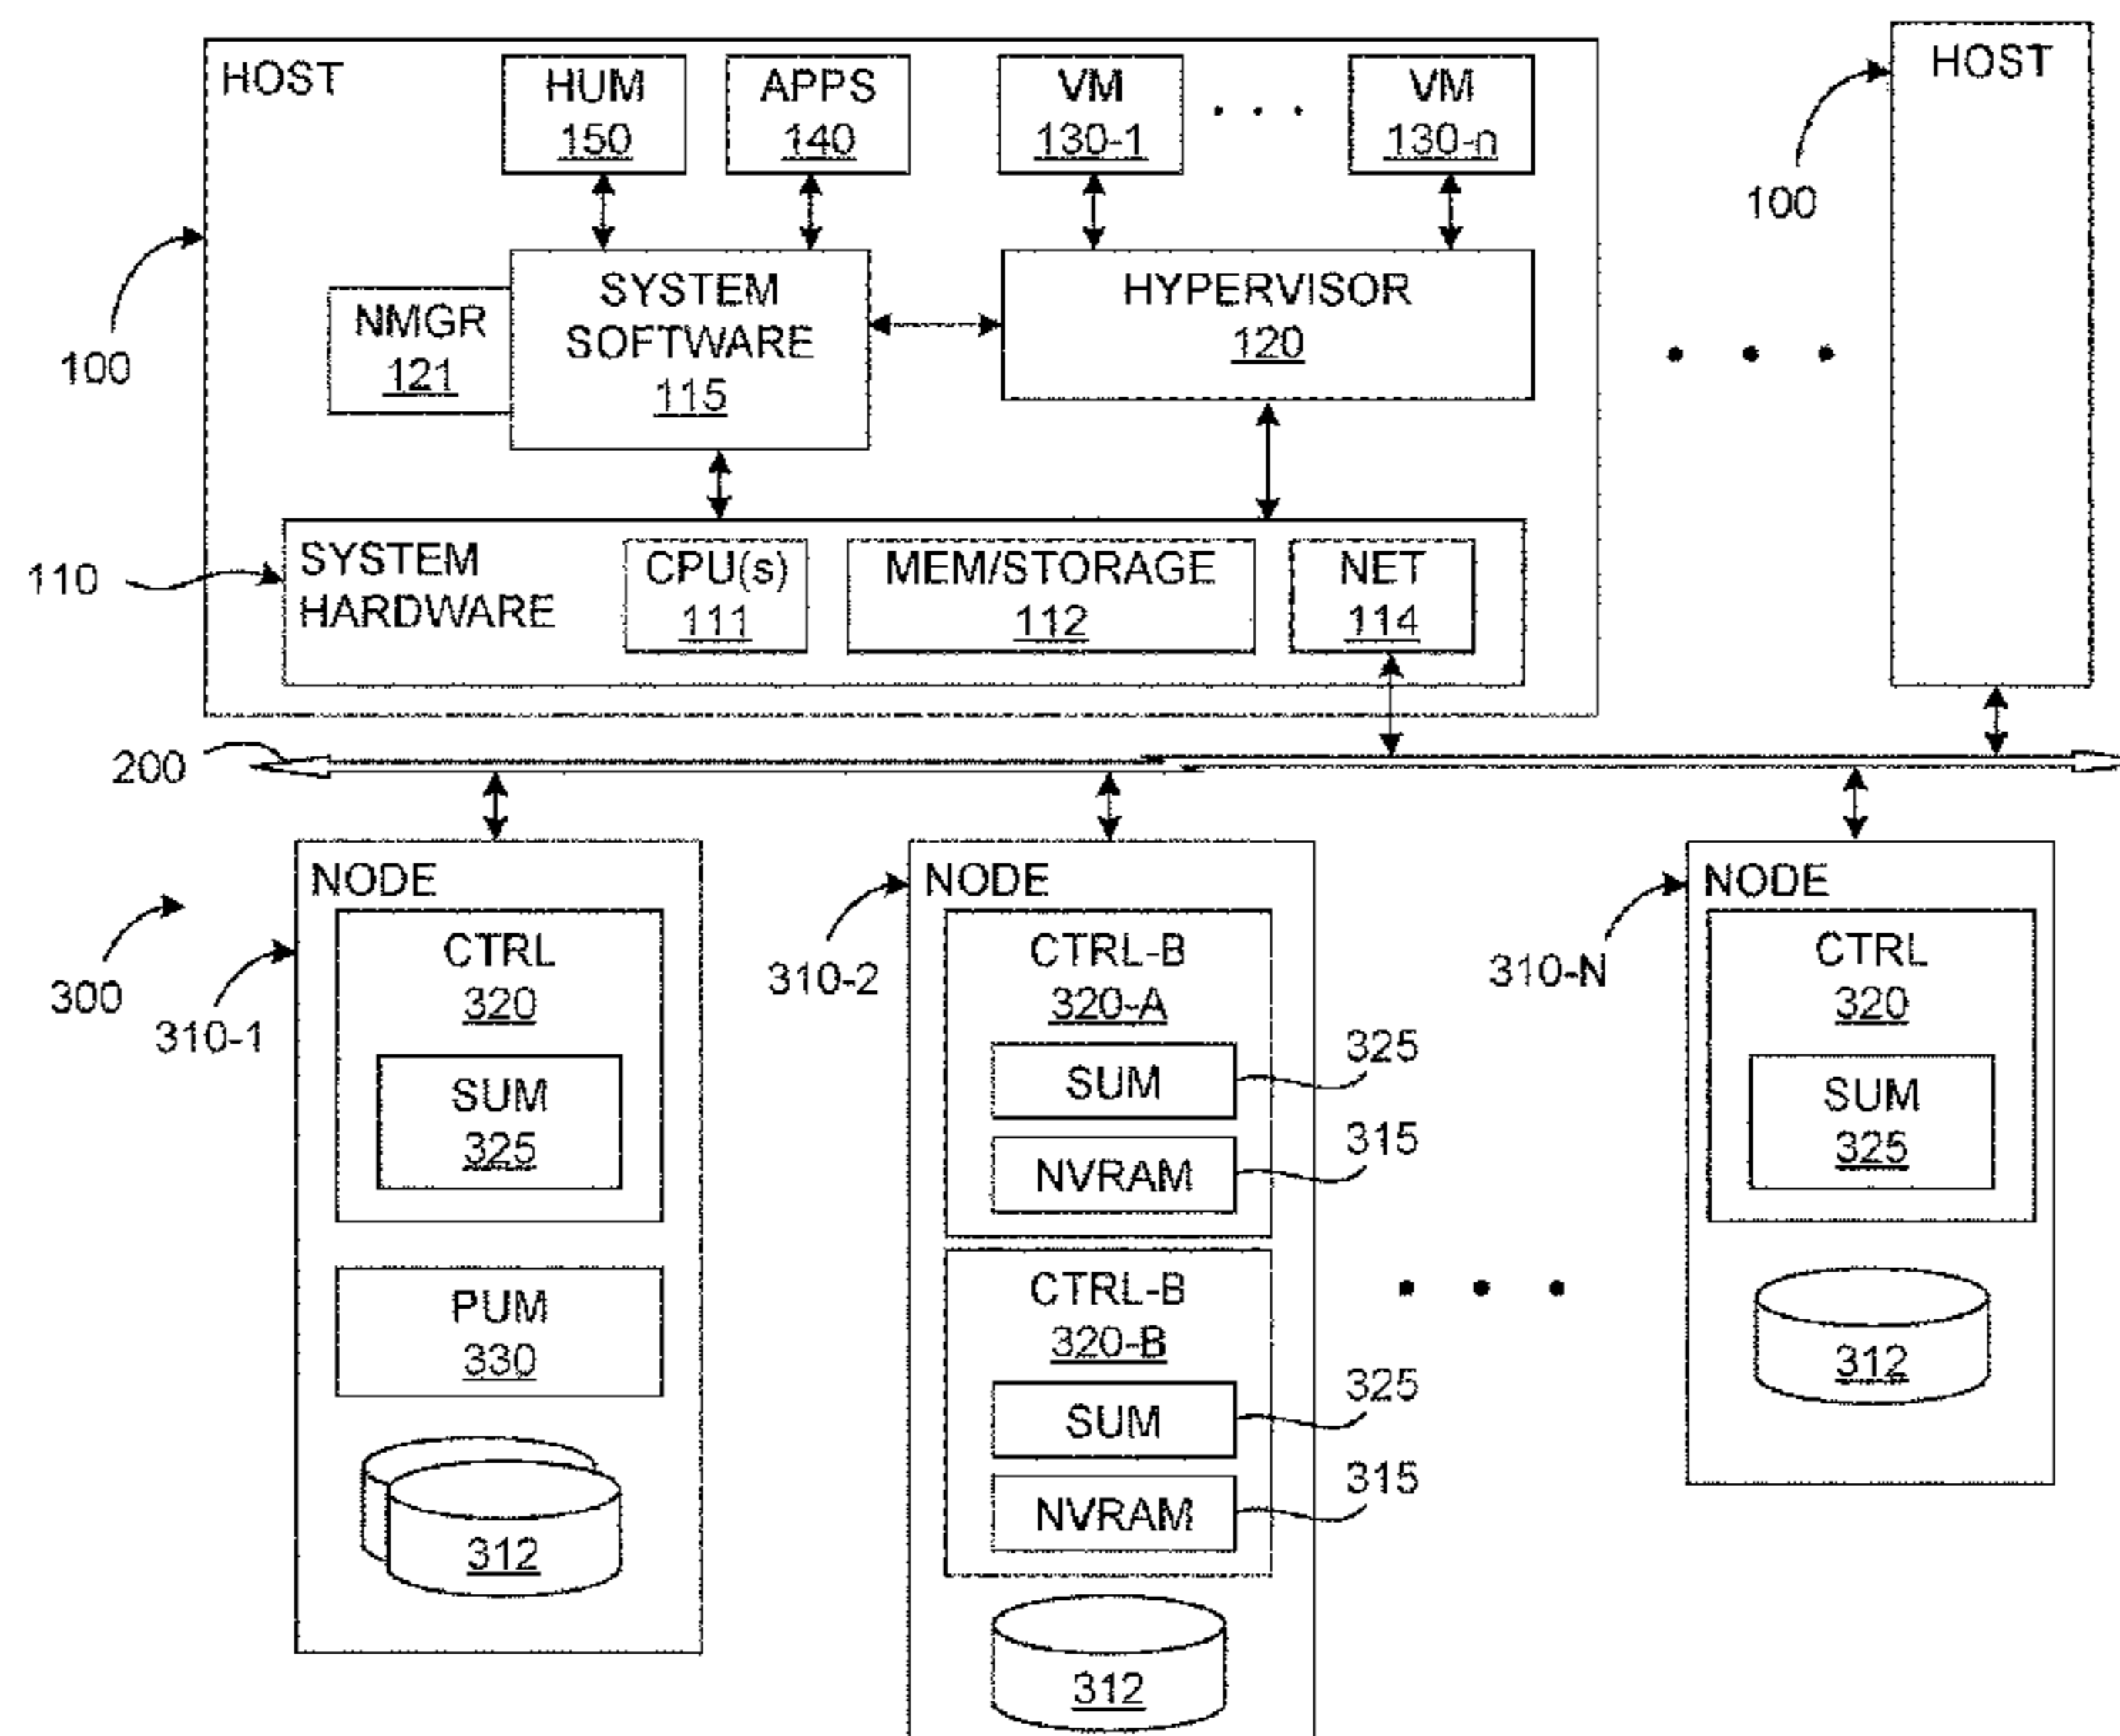 HOST
HUM
150
APPS
140
VM
130-1
. . .
VM
130-n
HOST
100
100
NMGR
121
SYSTEM
SOFTWARE
115
HYPERVISOR
120
• • •
110
SYSTEM
HARDWARE
CPU(s)
111
MEM/STORAGE
112
NET
114
200
300
310-1
NODE
CTRL
320
SUM
325
PUM
330
312
310-2
NODE
CTRL-B
320-A
SUM
325
NVRAM
315
CTRL-B
320-B
SUM
325
NVRAM
315
312
• • •
310-N
NODE
CTRL
320
SUM
325
312